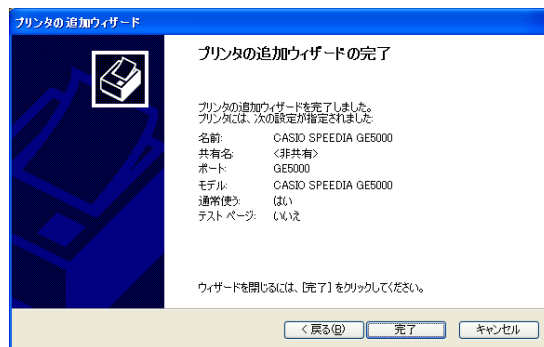 プリンタの追加ウィザード
プリンタの追加ウィザードの完了
プリンタの追加ウィザードを完了しました。
プリンタには、次の設定が指定されました:
名前: CASIO SPEEDIA GE5000
共有名: <非共有>
ポート: GE5000
モデル: CASIO SPEEDIA GE5000
通常使う: はい
テスト ページ: いいえ
ウィザードを閉じるには、[完了] をクリックしてください。
< 戻る(B) 完了 キャンセル